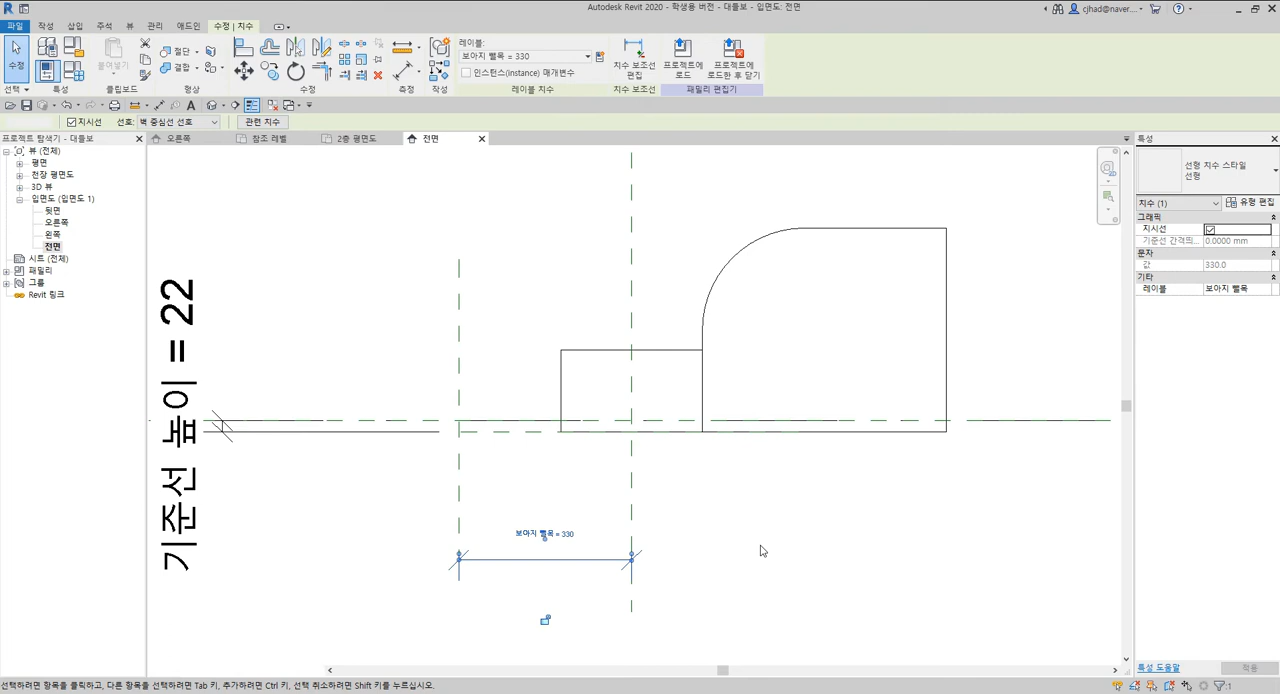 Autodesk Revit 2020 - 학생용 버전 - 대들보 - 입면도: 전면
cjhad@naver....
파일 작성 삽입 주석 뷰 관리 애드인 수정 | 치수
수정
붙여넣기
절단
결합
레이블:
보아지 뺄목 = 330
인스턴스(Instance) 매개변수
치수 보조선 편집
프로젝트에 로드
프로젝트에 로드한 후 닫기
선택 특성 클립보드 형상 수정 측정 작성 레이블 치수 치수 보조선 패밀리 편집기
지시선 선호: 벽 중심선 선호 관련 치수
프로젝트 탐색기 - 대들보
오른쪽 참조 레벨 2층 평면도 전면
특성
뷰 (전체)
평면
천장 평면도
3D 뷰
입면도 (입면도 1)
뒷면
오른쪽
왼쪽
전면
시트 (전체)
패밀리
그룹
Revit 링크
기준선 높이 = 22
보아지 뺄목 = 330
2D
선형 치수 스타일
선형
치수 (1) 유형 편집
그래픽
지시선
기준선 간격띄... 0.0000 mm
문자
값 330.0
기타
레이블 보아지 뺄목
특성 도움말 적용
선택하려면 항목을 클릭하고, 다른 항목을 선택하려면 Tab 키, 추가하려면 Ctrl 키, 선택 취소하려면 Shift 키를 누르십시오.
:1